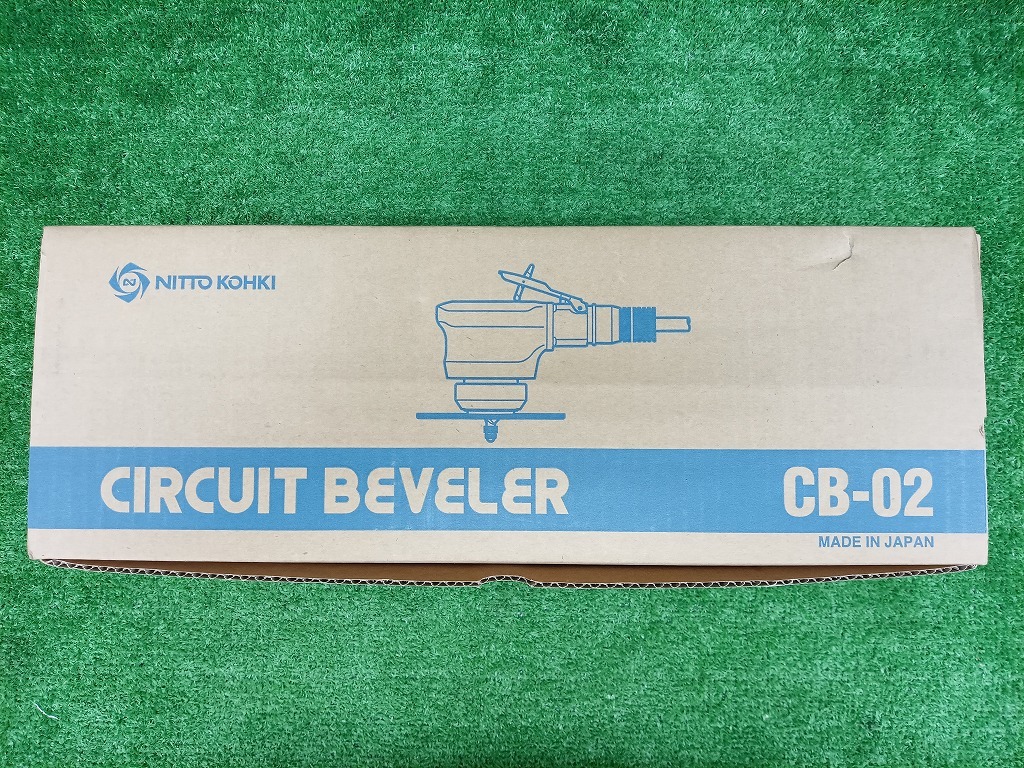 NITTO KOHKI
CIRCUIT BEVELER
CB-02
MADE IN JAPAN